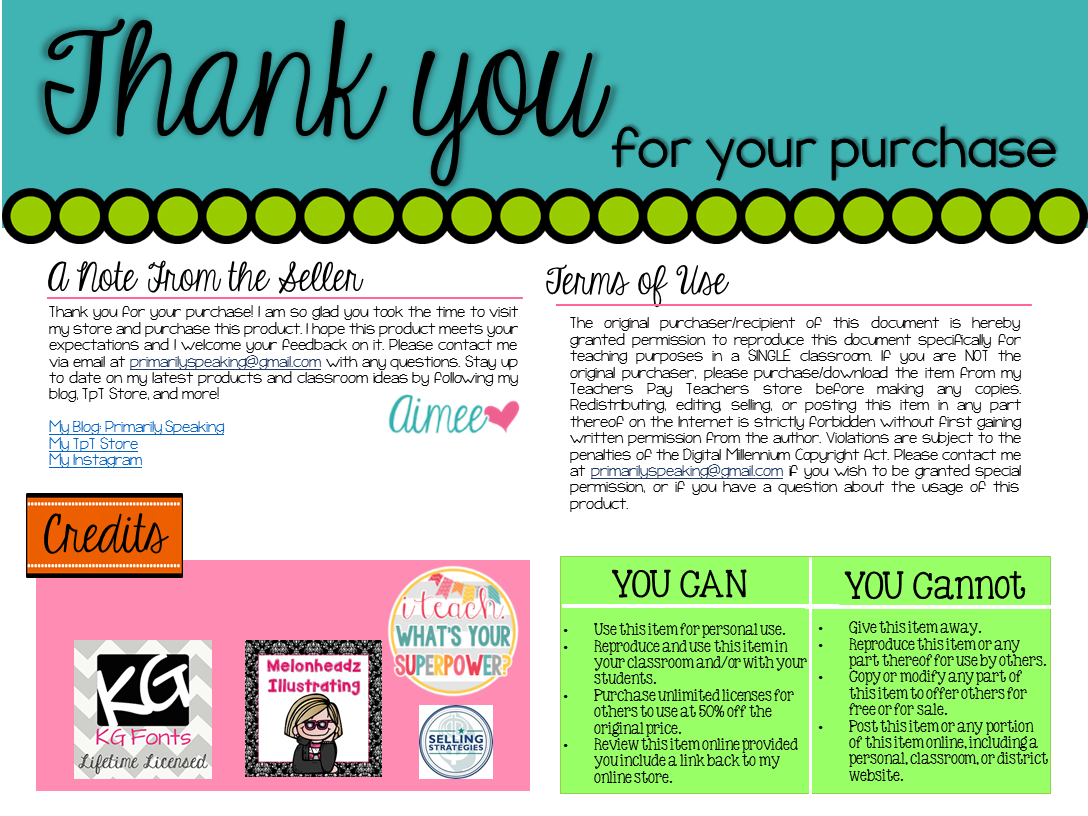 Thank you
for your purchase
A Note From the Seller
Thank you for your purchase! I am so glad you took the time to visit
my store and purchase this product. I hope this product meets your
expectations and I welcome your feedback on it. Please contact me
via email at primarilyspeaking@gmail.com with any questions. Stay up
to date on my latest products and classroom ideas by following my
blog, TpT Store, and more!
Aimee
My Blog: Primarily Speaking
My TpT Store
My Instagram
Terms of Use
The original purchaser/recipient of this document is hereby
granted permission to reproduce this document specifically for
teaching purposes in a SINGLE classroom. If you are NOT the
original purchaser, please purchase/download the item from my
Teachers Pay Teachers store before making any copies.
Redistributing, editing, selling, or posting this item in any part
thereof on the Internet is strictly forbidden without first gaining
written permission from the author. Violations are subject to the
penalties of the Digital Millennium Copyright Act. Please contact me
at primarilyspeaking@gmail.com if you wish to be granted special
permission, or if you have a question about the usage of this
product.
Credits
KG
KG Fonts
Lifetime Licensed
Melonheadz
Illustrating
i teach.
WHAT'S YOUR
SUPERPOWER?
SELLING
STRATEGIES
YOU CAN
• Use this item for personal use.
• Reproduce and use this item in
your classroom and/or with your
students.
• Purchase unlimited licenses for
others to use at 50% off the
original price.
• Review this item online provided
you include a link back to my
online store.
YOU Cannot
• Give this item away.
• Reproduce this item or any
part thereof for use by others.
• Copy or modify any part of
this item to offer others for
free or for sale.
• Post this item or any portion
of this item online, including a
personal, classroom, or district
website.